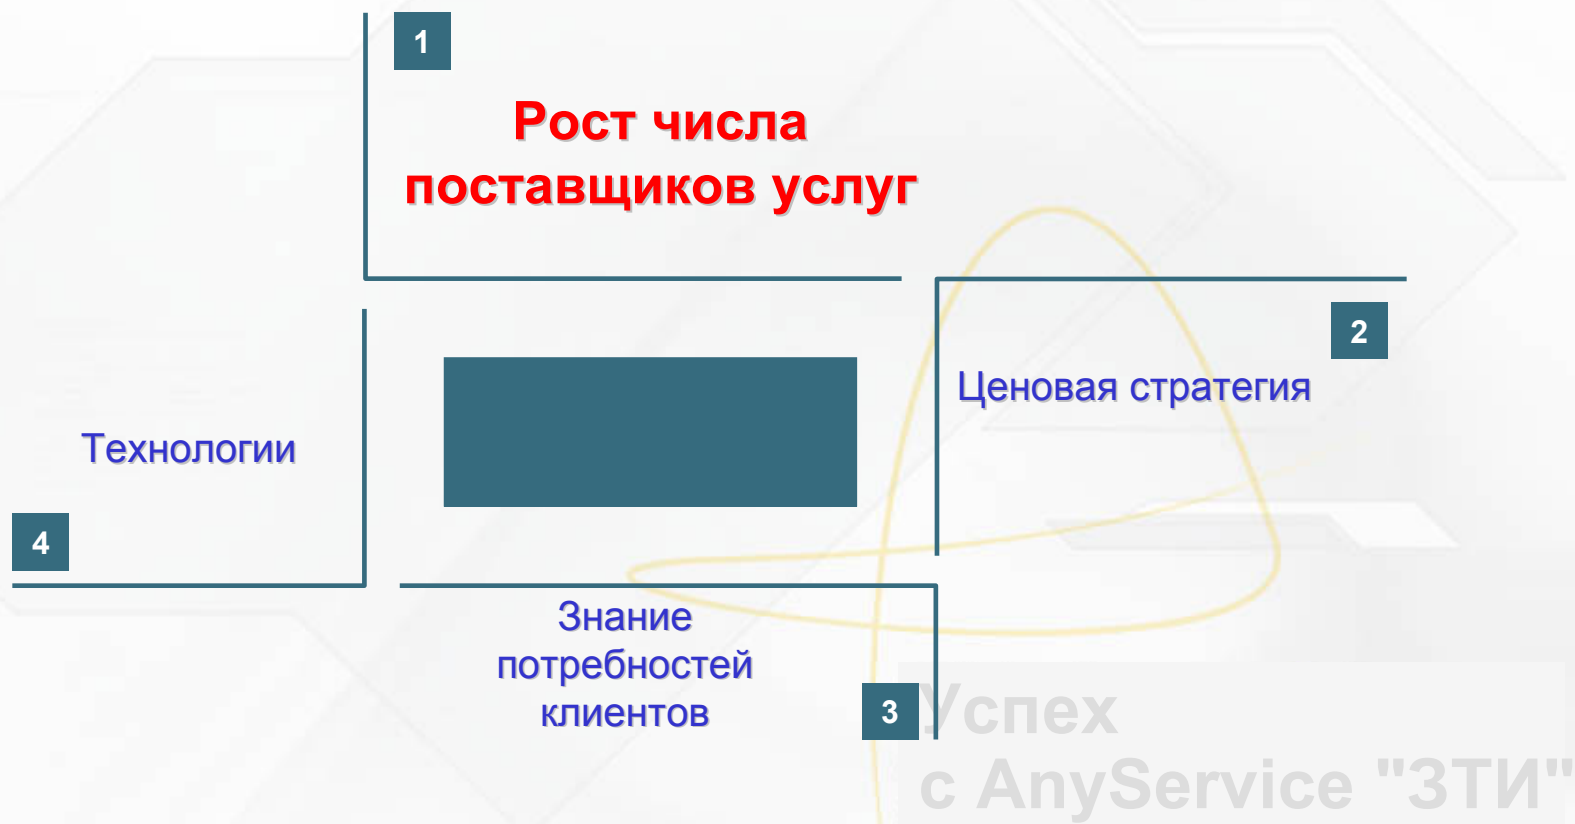 1
Рост числа
поставщиков услуг
2
Ценовая стратегия
Технологии
4
Знание
потребностей
клиентов
3
Успех
с AnyService "ЗТИ"